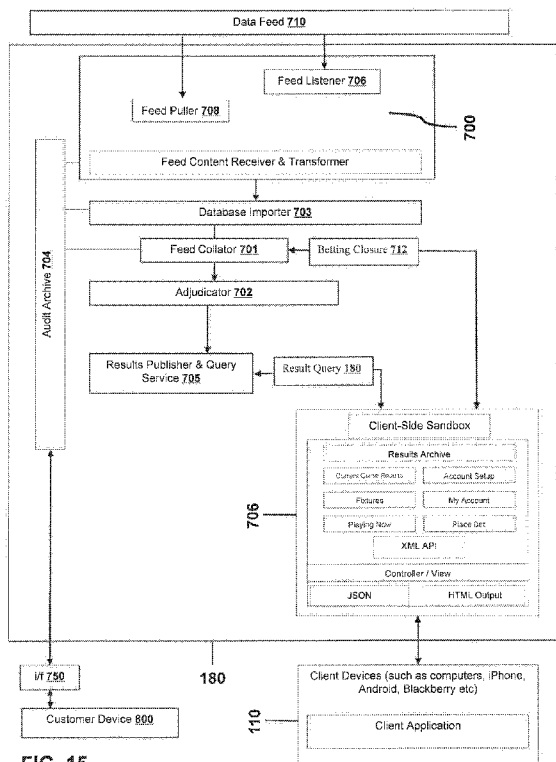 Data Feed 710
Feed Listener 706
Feed Puller 708
700
Feed Content Receiver & Transformer
Audit Archive 704
Database Importer 703
Feed Collator 701
Betting Closure 712
Adjudicator 702
Results Publisher & Query
Service 705
Result Query 180
Client-Side Sandbox
Results Archive
Current Game Results
Account Setup
Fixtures
My Account
Playing Now
Place Bet
XML API
706
Controller / View
JSON
HTML Output
180
I/f 750
Customer Device 800
Client Devices (such as computers, iPhone,
Android, Blackberry etc)
110
Client Application
FIG. 15